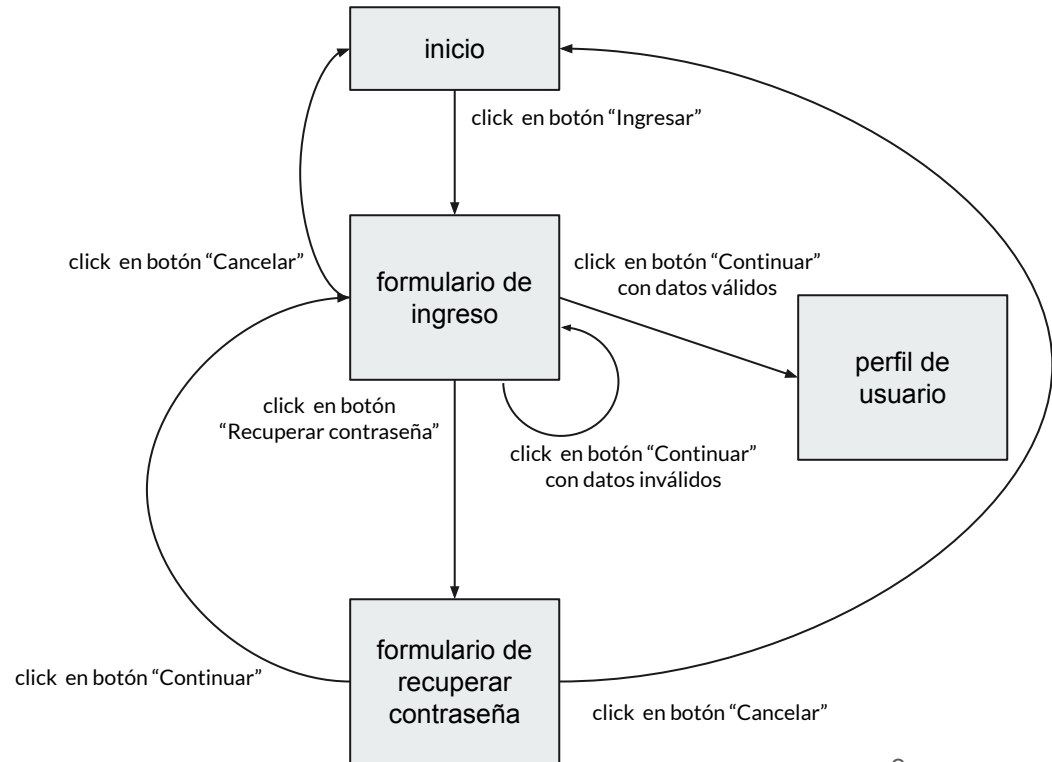 inicio
click en botón “Ingresar”
click en botón “Cancelar”
formulario de
ingreso
click en botón “Continuar”
con datos válidos
perfil de
usuario
click en botón
“Recuperar contraseña”
click en botón “Continuar”
con datos inválidos
formulario de
recuperar
contraseña
click en botón “Continuar”
click en botón “Cancelar”